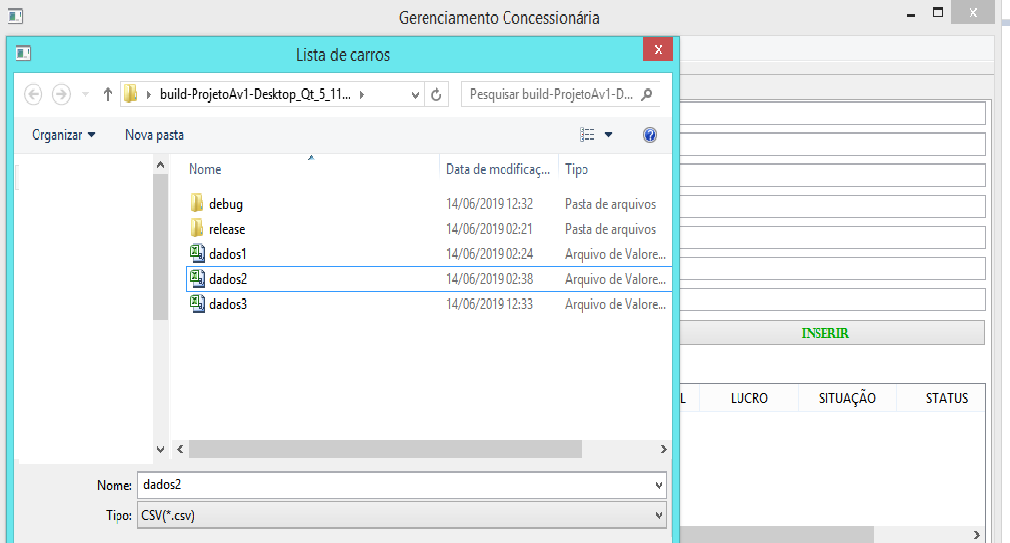 Gerenciamento Concessionária
Lista de carros
build-ProjetoAv1-Desktop_Qt_5_11...
Pesquisar build-ProjetoAv1-D...
Organizar
Nova pasta
Nome Data de modificaç... Tipo
debug 14/06/2019 12:32 Pasta de arquivos
release 14/06/2019 02:21 Pasta de arquivos
dados1 14/06/2019 02:24 Arquivo de Valore...
dados2 14/06/2019 02:38 Arquivo de Valore...
dados3 14/06/2019 12:33 Arquivo de Valore...
INSERIR
L LUCRO SITUAÇÃO STATUS
Nome: dados2
Tipo: CSV(*.csv)